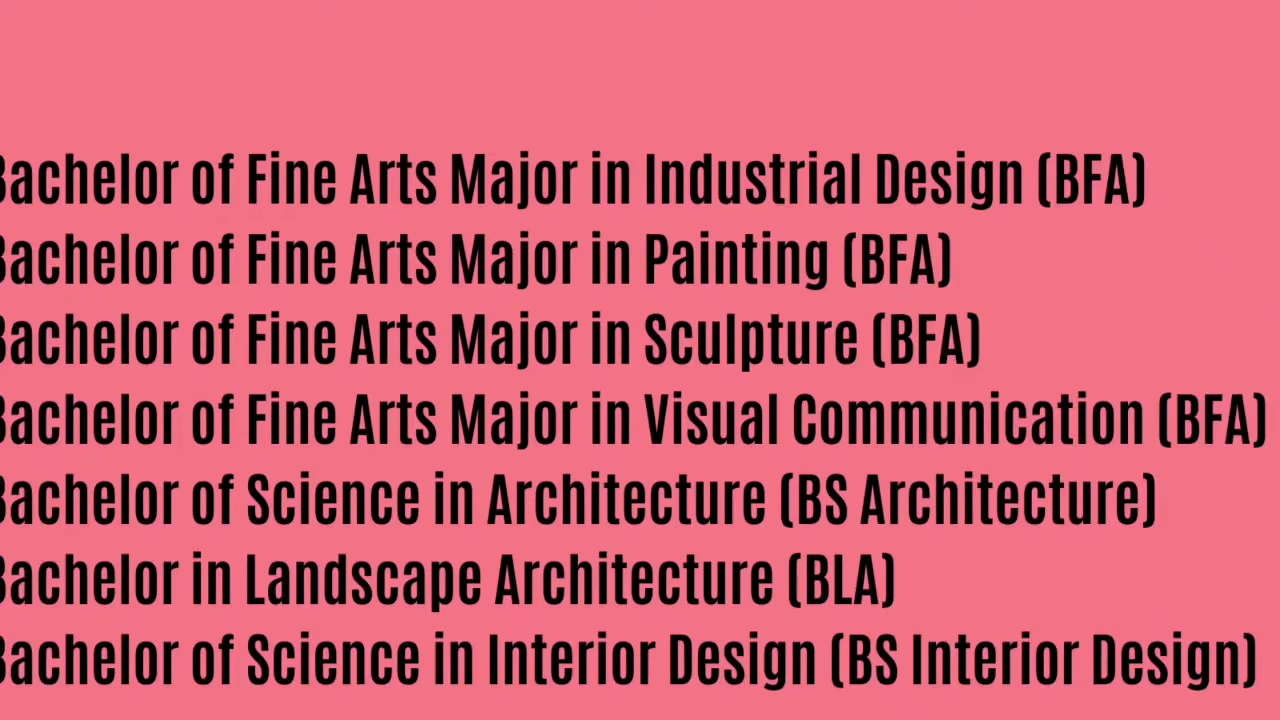 Bachelor of Fine Arts Major in Industrial Design (BFA)
Bachelor of Fine Arts Major in Painting (BFA)
Bachelor of Fine Arts Major in Sculpture (BFA)
Bachelor of Fine Arts Major in Visual Communication (BFA)
Bachelor of Science in Architecture (BS Architecture)
Bachelor in Landscape Architecture (BLA)
Bachelor of Science in Interior Design (BS Interior Design)